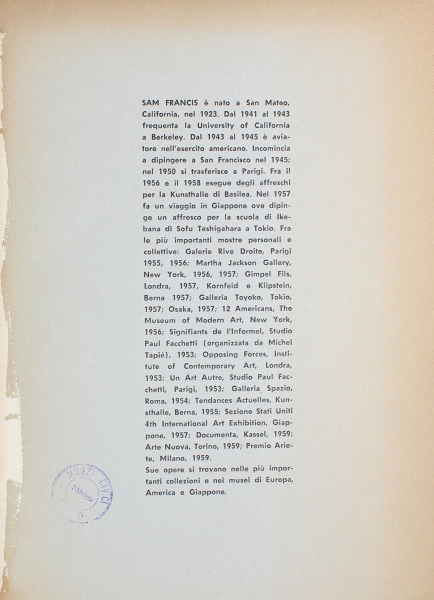 SAM FRANCIS è nato a San Mateo,
California, nel 1923. Dal 1941 al 1943
frequenta la University of California
a Berkeley. Dal 1943 al 1945 è avia-
tore nell'esercito americano. Incomincia
a dipingere a San Francisco nel 1945;
nel 1950 si trasferisce a Parigi. Fra il
1956 e il 1958 esegue degli affreschi
per la Kunsthalle di Basilea. Nel 1957
fa un viaggio in Giappone ove dipin-
ge un affresco per la scuola di Ike-
bana di Sofu Teshigahara a Tokio. Fra
le più importanti mostre personali e
collettive: Galerie Rive Droite, Parigi
1955, 1956; Martha Jackson Gallery,
New York, 1956, 1957; Gimpel Fils,
Londra, 1957, Kornfeld e Klipstein,
Berna 1957; Galleria Toyoko, Tokio,
1957; Osaka, 1957; 12 Americans, The
Museum of Modern Art, New York,
1956; Signifiants de l'Informel, Studio
Paul Facchetti (organizzata da Michel
Tapié), 1953; Opposing Forces, Insti-
tute of Contemporary Art, Londra,
1953; Un Art Autre, Studio Paul Fac-
chetti, Parigi, 1953; Galleria Spazio,
Roma, 1954; Tendances Actuelles, Kun-
sthalle, Berna, 1955; Sezione Stati Uniti
4th International Art Exhibition, Giap-
pone, 1957; Documenta, Kassel, 1959;
Arte Nuova, Torino, 1959; Premio Arie-
te, Milano, 1959.
Sue opere si trovano nelle più impor-
tanti collezioni e nei musei di Europa,
America e Giappone.
MUSEI CIVICI